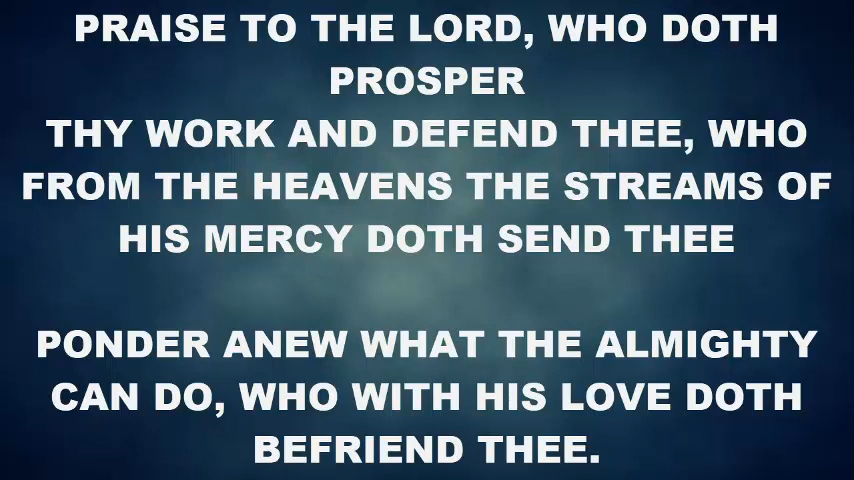 PRAISE TO THE LORD, WHO DOTH
PROSPER
THY WORK AND DEFEND THEE, WHO
FROM THE HEAVENS THE STREAMS OF
HIS MERCY DOTH SEND THEE
PONDER ANEW WHAT THE ALMIGHTY
CAN DO, WHO WITH HIS LOVE DOTH
BEFRIEND THEE.